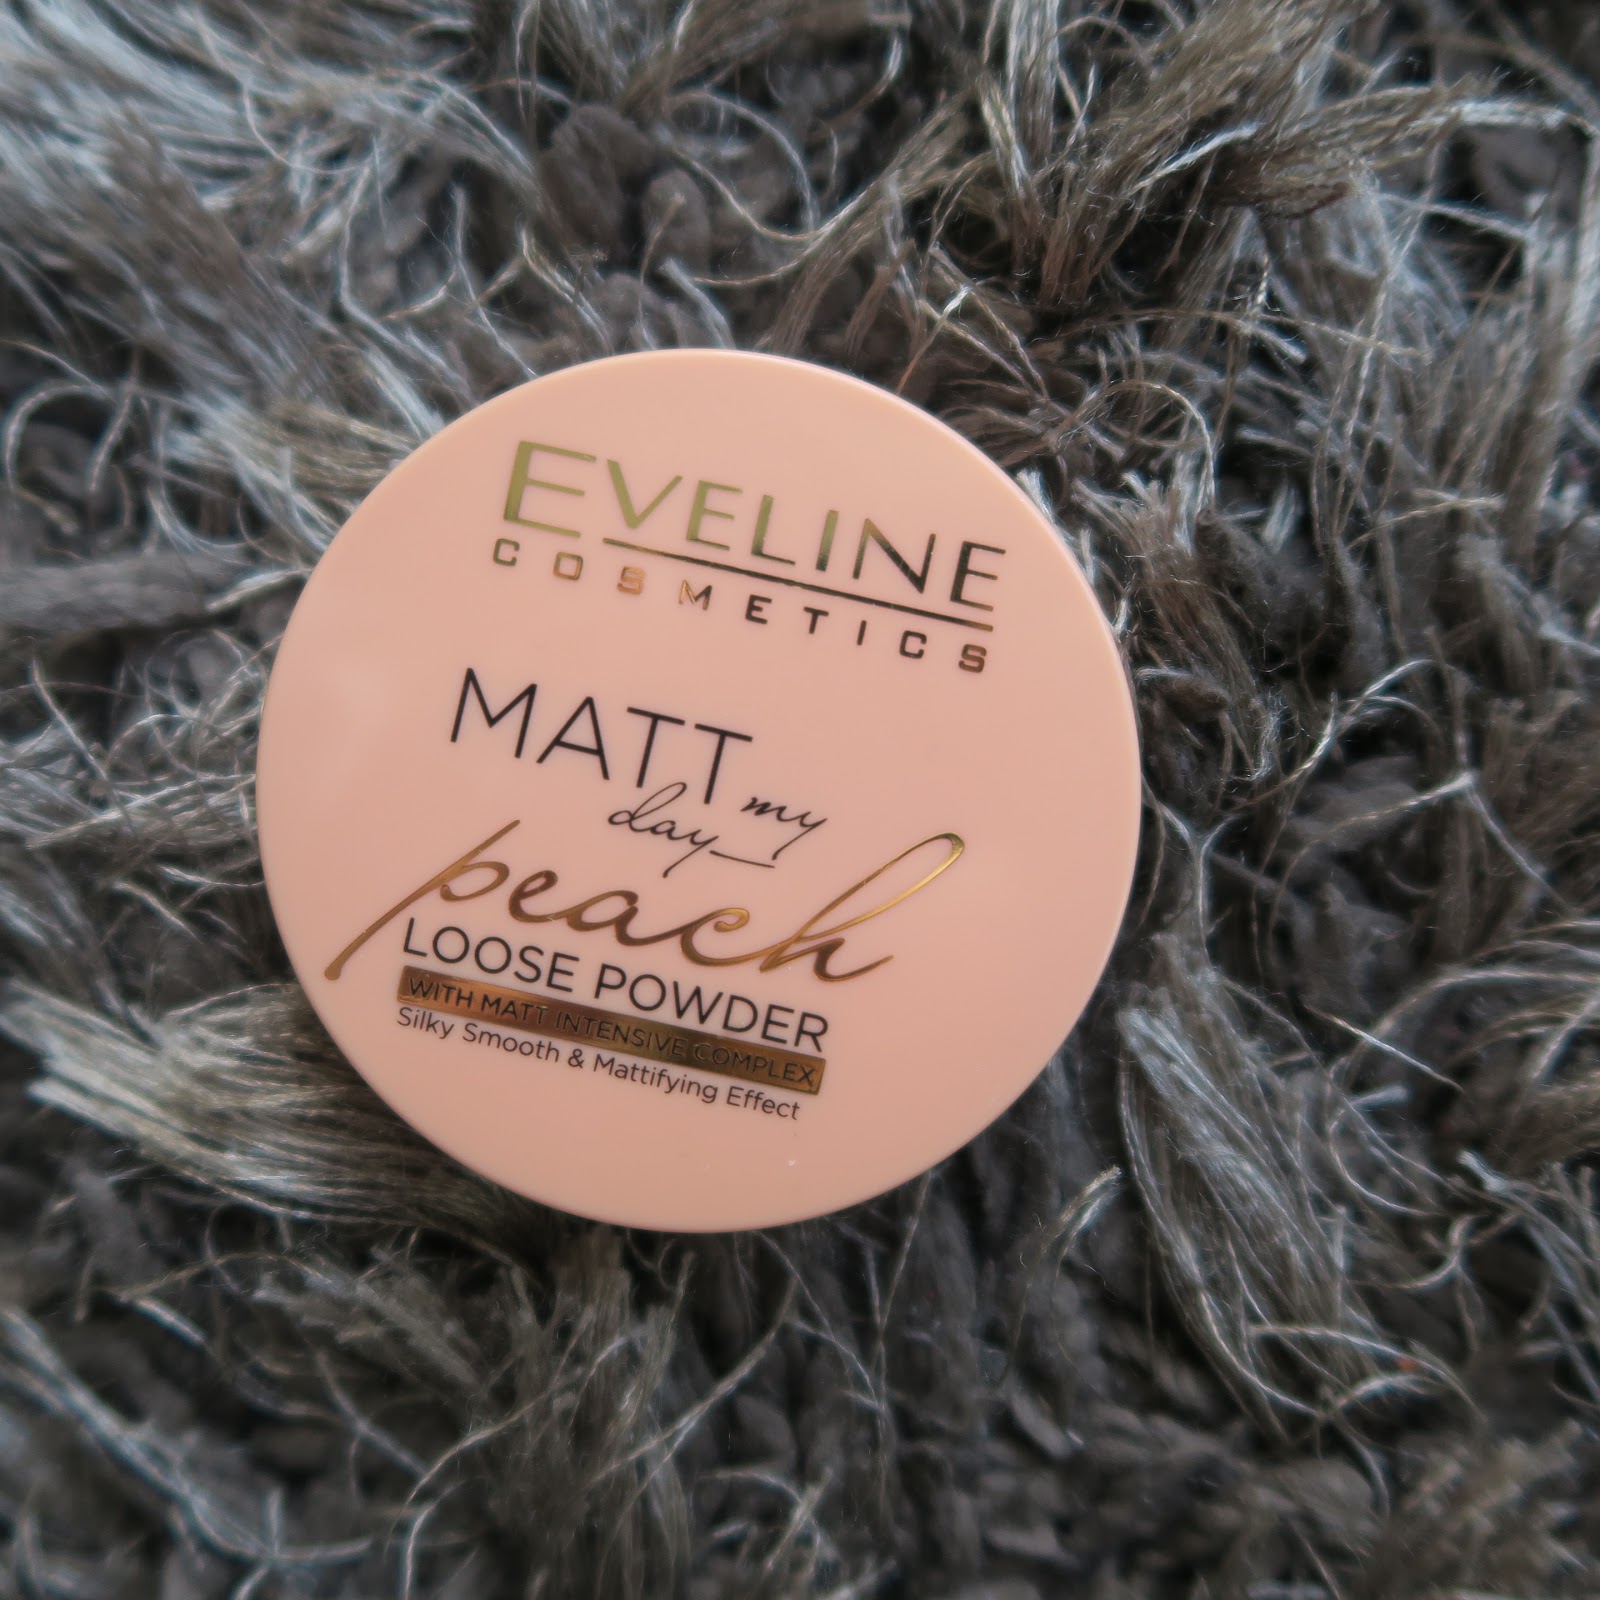 EVELINE
COSMETICS
MATT my
day
peach
LOOSE POWDER
WITH MATT INTENSIVE COMPLEX
Silky Smooth & Mattifying Effect